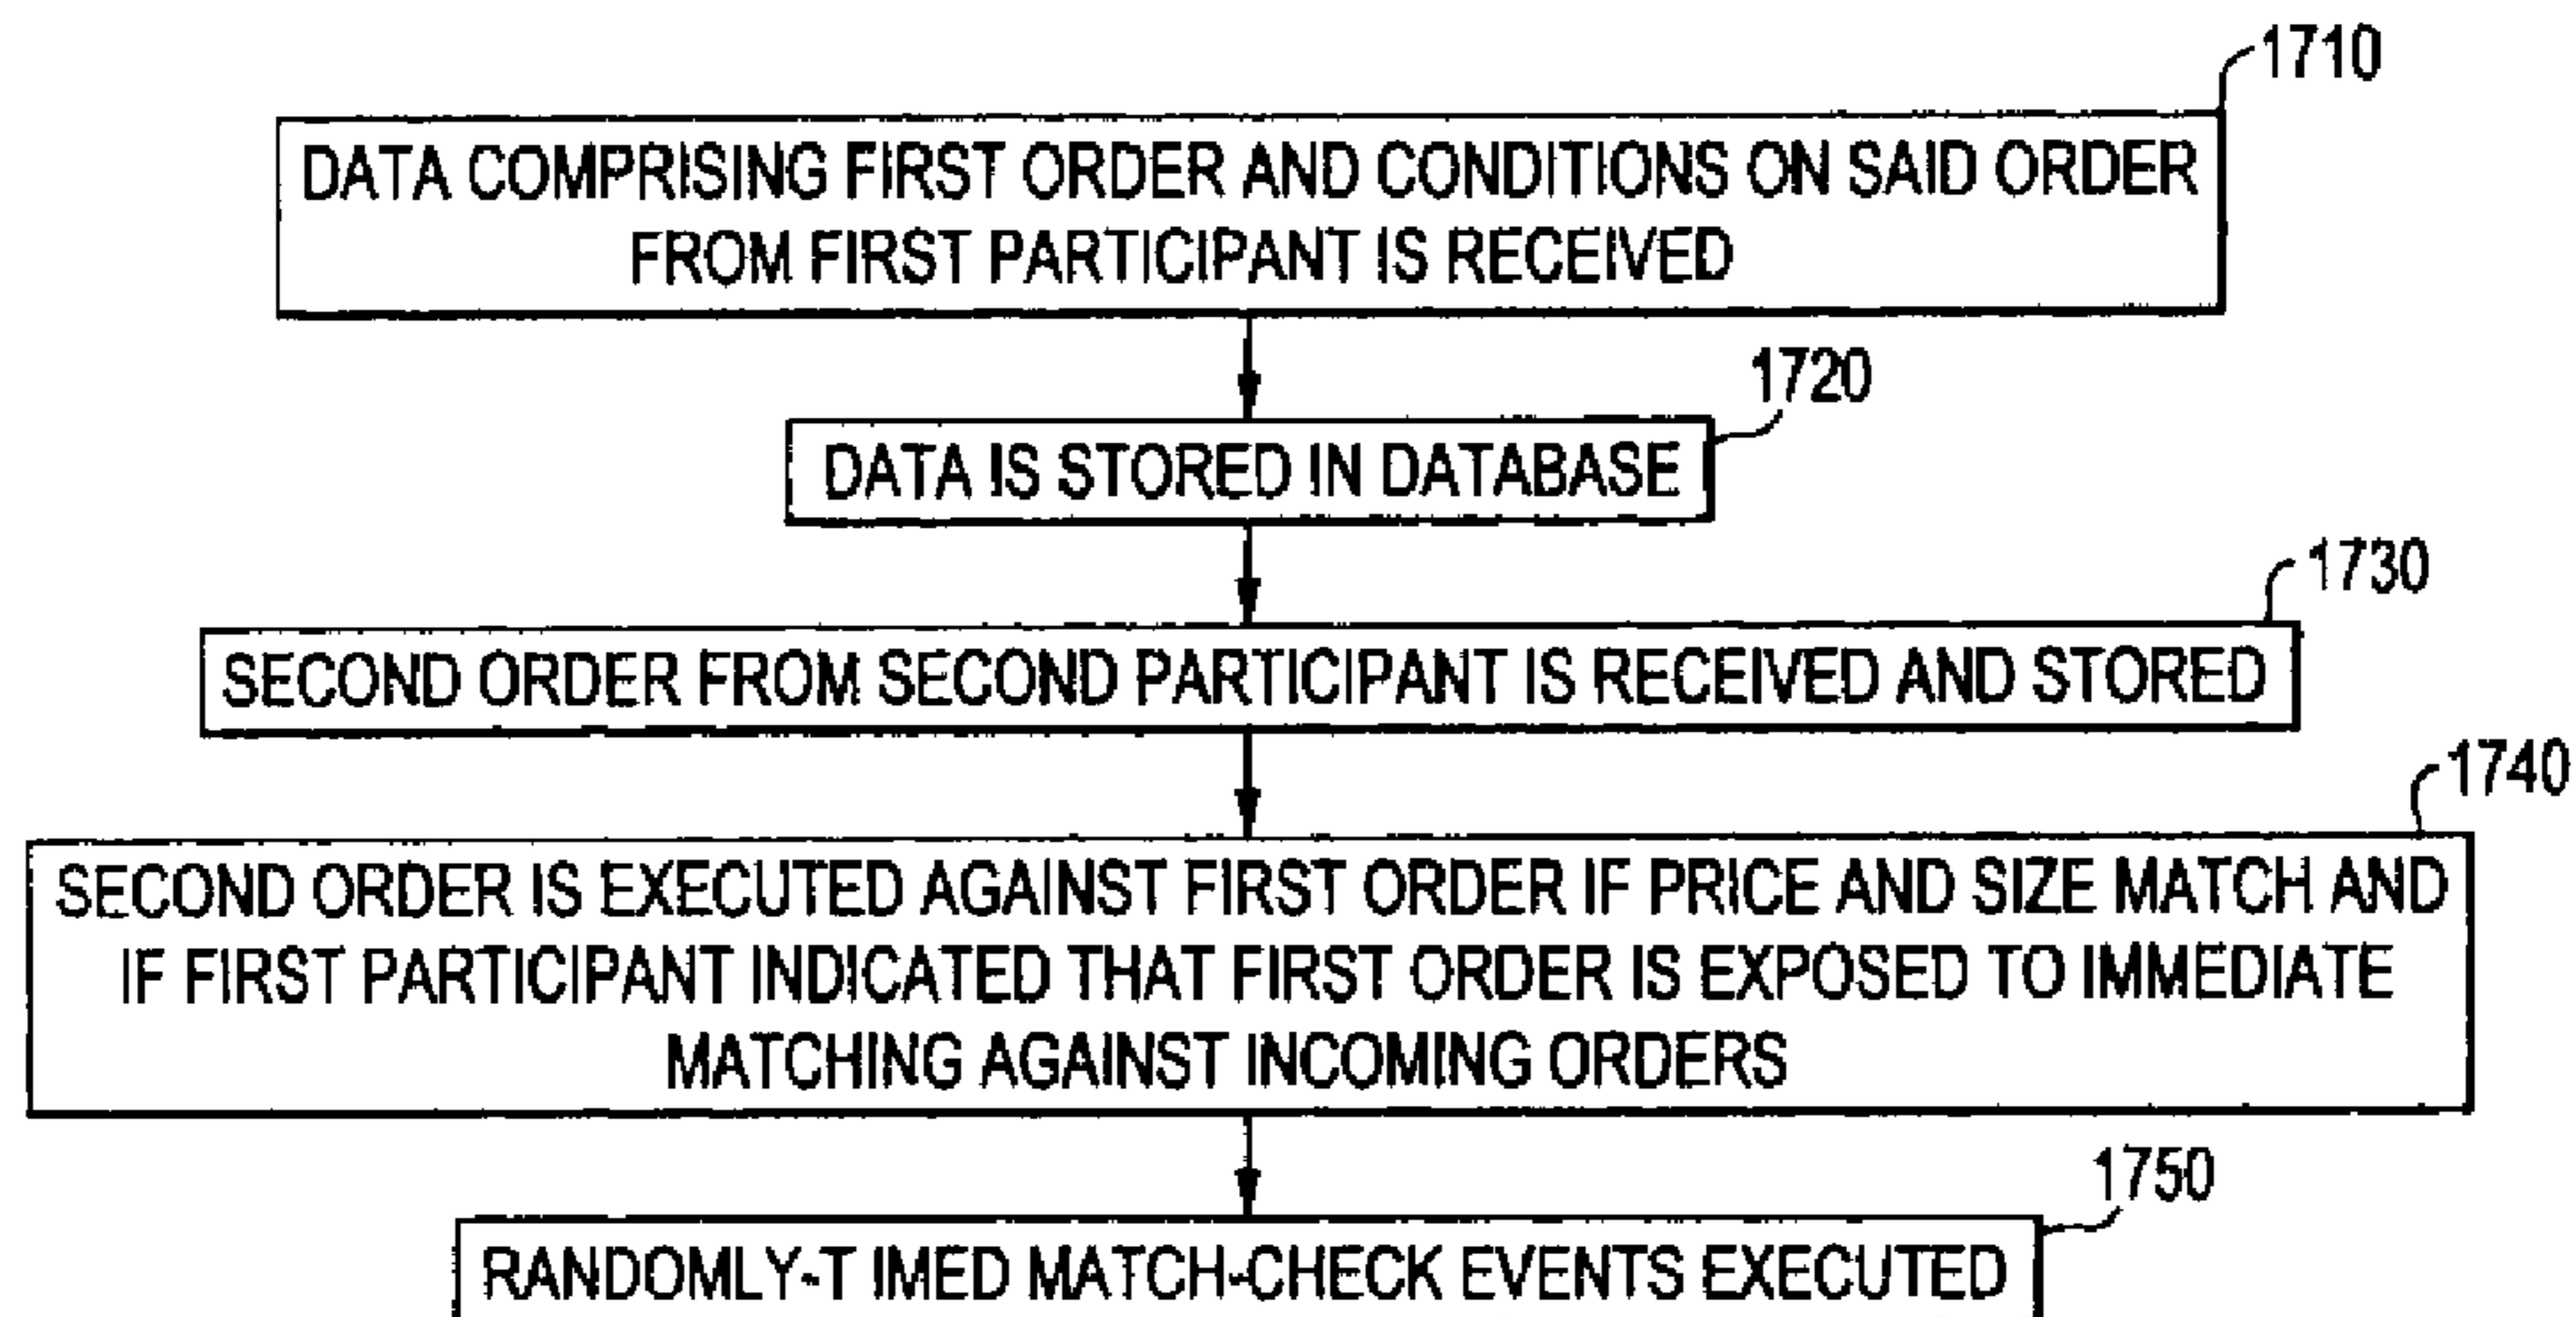 1710
DATA COMPRISING FIRST ORDER AND CONDITIONS ON SAID ORDER
FROM FIRST PARTICIPANT IS RECEIVED
1720
DATA IS STORED IN DATABASE
1730
SECOND ORDER FROM SECOND PARTICIPANT IS RECEIVED AND STORED
1740
SECOND ORDER IS EXECUTED AGAINST FIRST ORDER IF PRICE AND SIZE MATCH AND
IF FIRST PARTICIPANT INDICATED THAT FIRST ORDER IS EXPOSED TO IMMEDIATE
MATCHING AGAINST INCOMING ORDERS
1750
RANDOMLY-T IMED MATCH-CHECK EVENTS EXECUTED